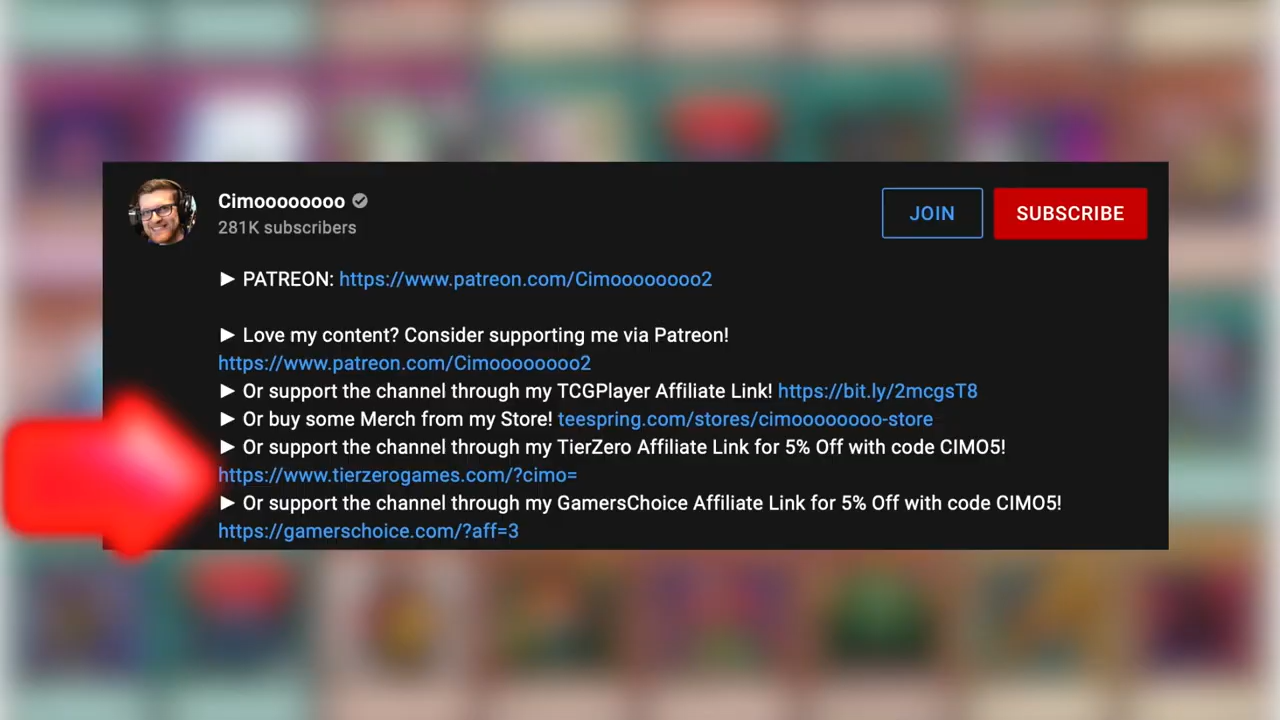 Cimoooooooo
281K subscribers
JOIN
SUBSCRIBE
► PATREON: https://www.patreon.com/Cimoooooooo2
► Love my content? Consider supporting me via Patreon!
https://www.patreon.com/Cimoooooooo2
► Or support the channel through my TCGPlayer Affiliate Link! https://bit.ly/2mcgsT8
► Or buy some Merch from my Store! teespring.com/stores/cimoooooooo-store
► Or support the channel through my TierZero Affiliate Link for 5% Off with code CIMO5!
https://www.tierzerogames.com/?cimo=
► Or support the channel through my GamersChoice Affiliate Link for 5% Off with code CIMO5!
https://gamerschoice.com/?aff=3